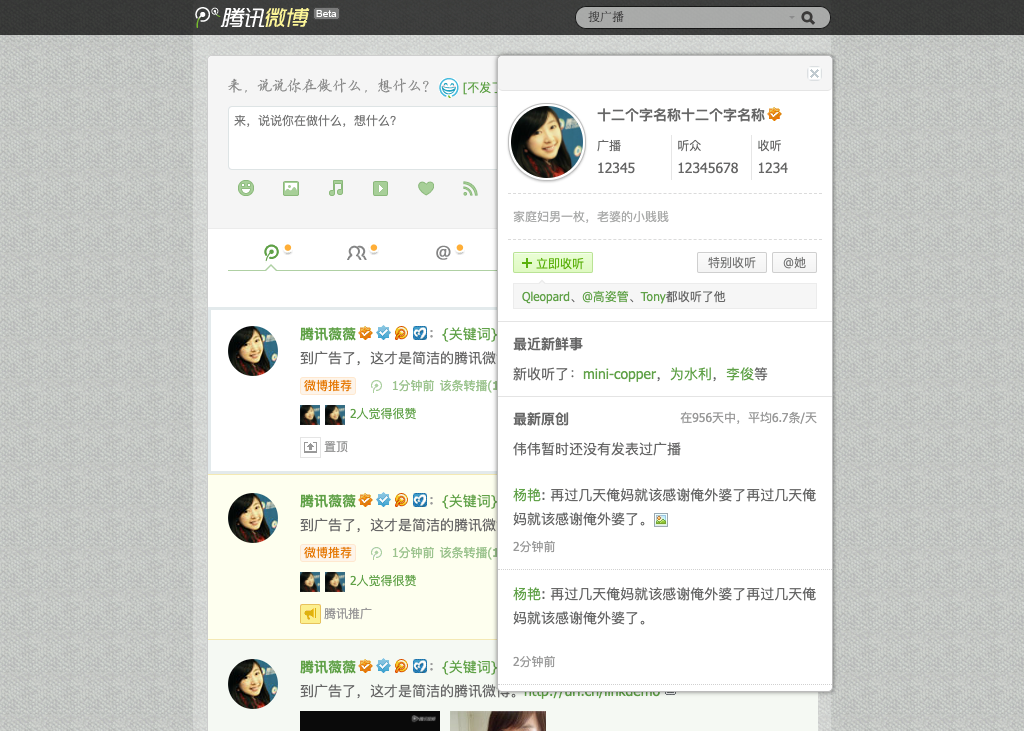 腾讯微博 Beta
搜广播
来，说说你在做什么，想什么？ [不发了
来，说说你在做什么，想什么？
@
腾讯薇薇 : {关键词}
到广告了，这才是简洁的腾讯微
微博推荐 1分钟前 该条转播(1
2人觉得很赞
置顶
腾讯薇薇 : {关键词}
到广告了，这才是简洁的腾讯微
微博推荐 1分钟前 该条转播(1
2人觉得很赞
腾讯推广
腾讯薇薇 : {关键词}
到广告了，这才是简洁的腾讯微博。http://url.cn/linkdemo
十二个字名称十二个字名称
广播 听众 收听
12345 12345678 1234
家庭妇男一枚，老婆的小贱贱
+ 立即收听 特别收听 @她
Qleopard、@高姿管、Tony都收听了他
最近新鲜事
新收听了：mini-copper，为水利，李俊等
最新原创 在956天中，平均6.7条/天
伟伟暂时还没有发表过广播
杨艳: 再过几天俺妈就该感谢俺外婆了再过几天俺
妈就该感谢俺外婆了。
2分钟前
杨艳: 再过几天俺妈就该感谢俺外婆了再过几天俺
妈就该感谢俺外婆了。
2分钟前